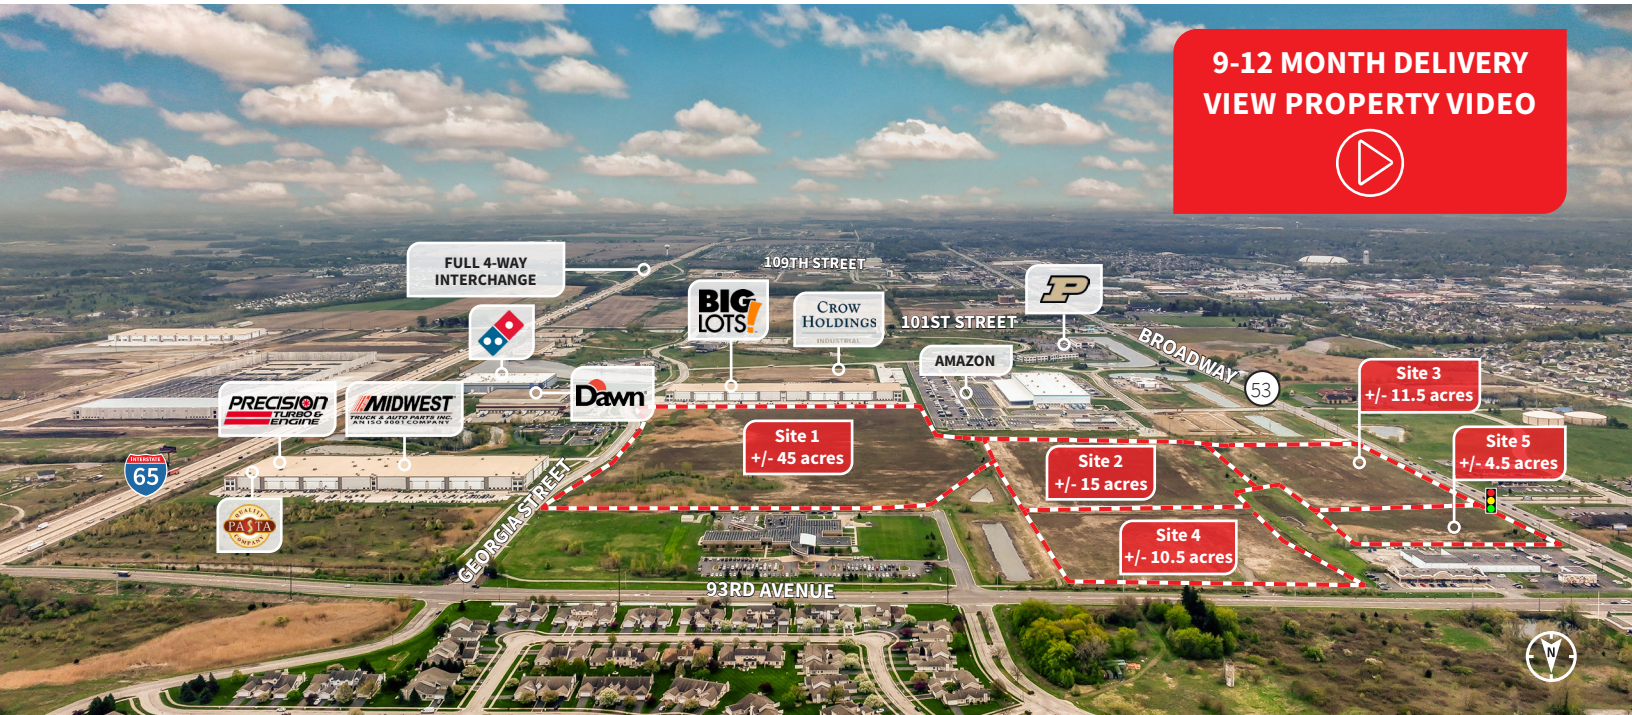 9-12 MONTH DELIVERY
VIEW PROPERTY VIDEO
FULL 4-WAY
INTERCHANGE
109TH STREET
BIG
LOTS!
CROW
HOLDINGS
INDUSTRIAL
101ST STREET
P
AMAZON
BROADWAY
53
Dawn
PRECISION
TURBO &
ENGINE
MIDWEST
TRUCK & AUTO PARTS INC.
AN ISO 9001 COMPANY
Site 1
+/- 45 acres
Site 2
+/- 15 acres
Site 3
+/- 11.5 acres
Site 5
+/- 4.5 acres
Site 4
+/- 10.5 acres
INTERSTATE
65
QUALITY
PASTA
COMPANY
GEORGIA STREET
93RD AVENUE
N